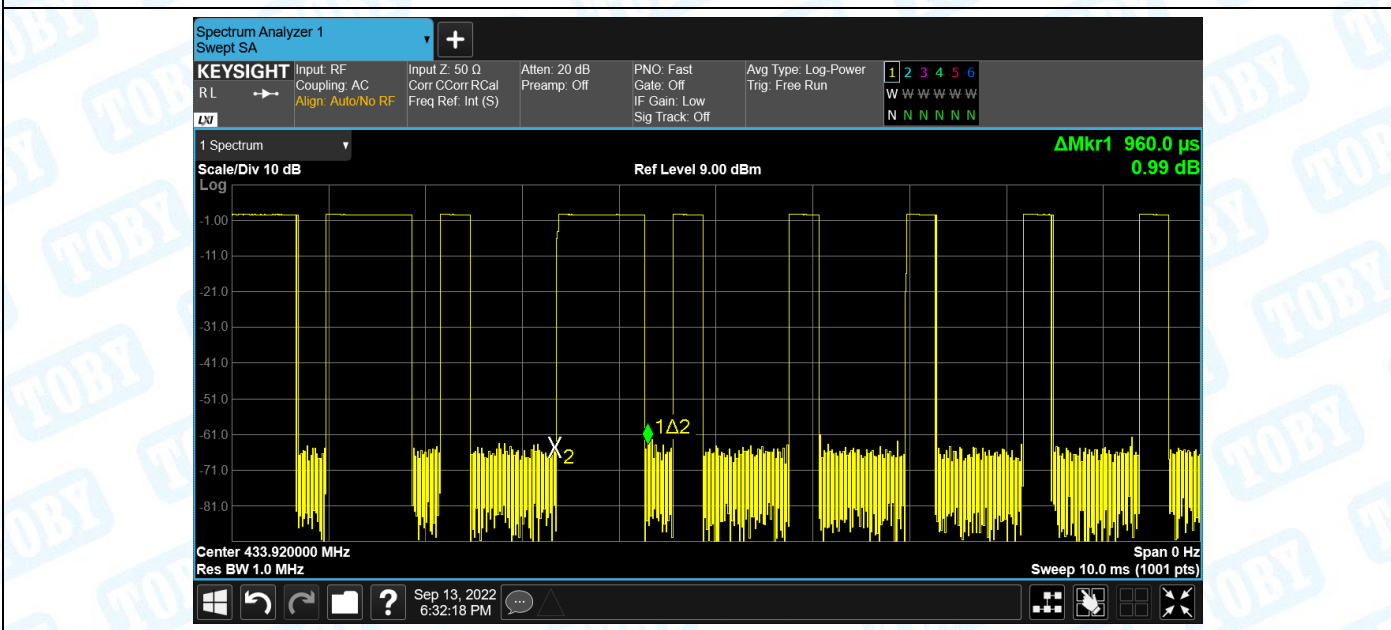 Spectrum Analyzer 1
Swept SA
+
KEYSIGHT Input: RF Input Z: 50 Ω Atten: 20 dB PNO: Fast Avg Type: Log-Power 1 2 3 4 5 6
R L Coupling: AC Corr CCorr RCal Preamp: Off Gate: Off Trig: Free Run W W W W W W
Align: Auto/No RF Freq Ref: Int (S) IF Gain: Low
LXI Sig Track: Off N N N N N N
1 Spectrum ΔMkr1 960.0 µs
Scale/Div 10 dB Ref Level 9.00 dBm 0.99 dB
Log
-1.00
-11.0
-21.0
-31.0
-41.0
-51.0
-61.0
1Δ2
X2
-71.0
-81.0
Center 433.920000 MHz Span 0 Hz
Res BW 1.0 MHz Sweep 10.0 ms (1001 pts)
? Sep 13, 2022
6:32:18 PM
TOBY